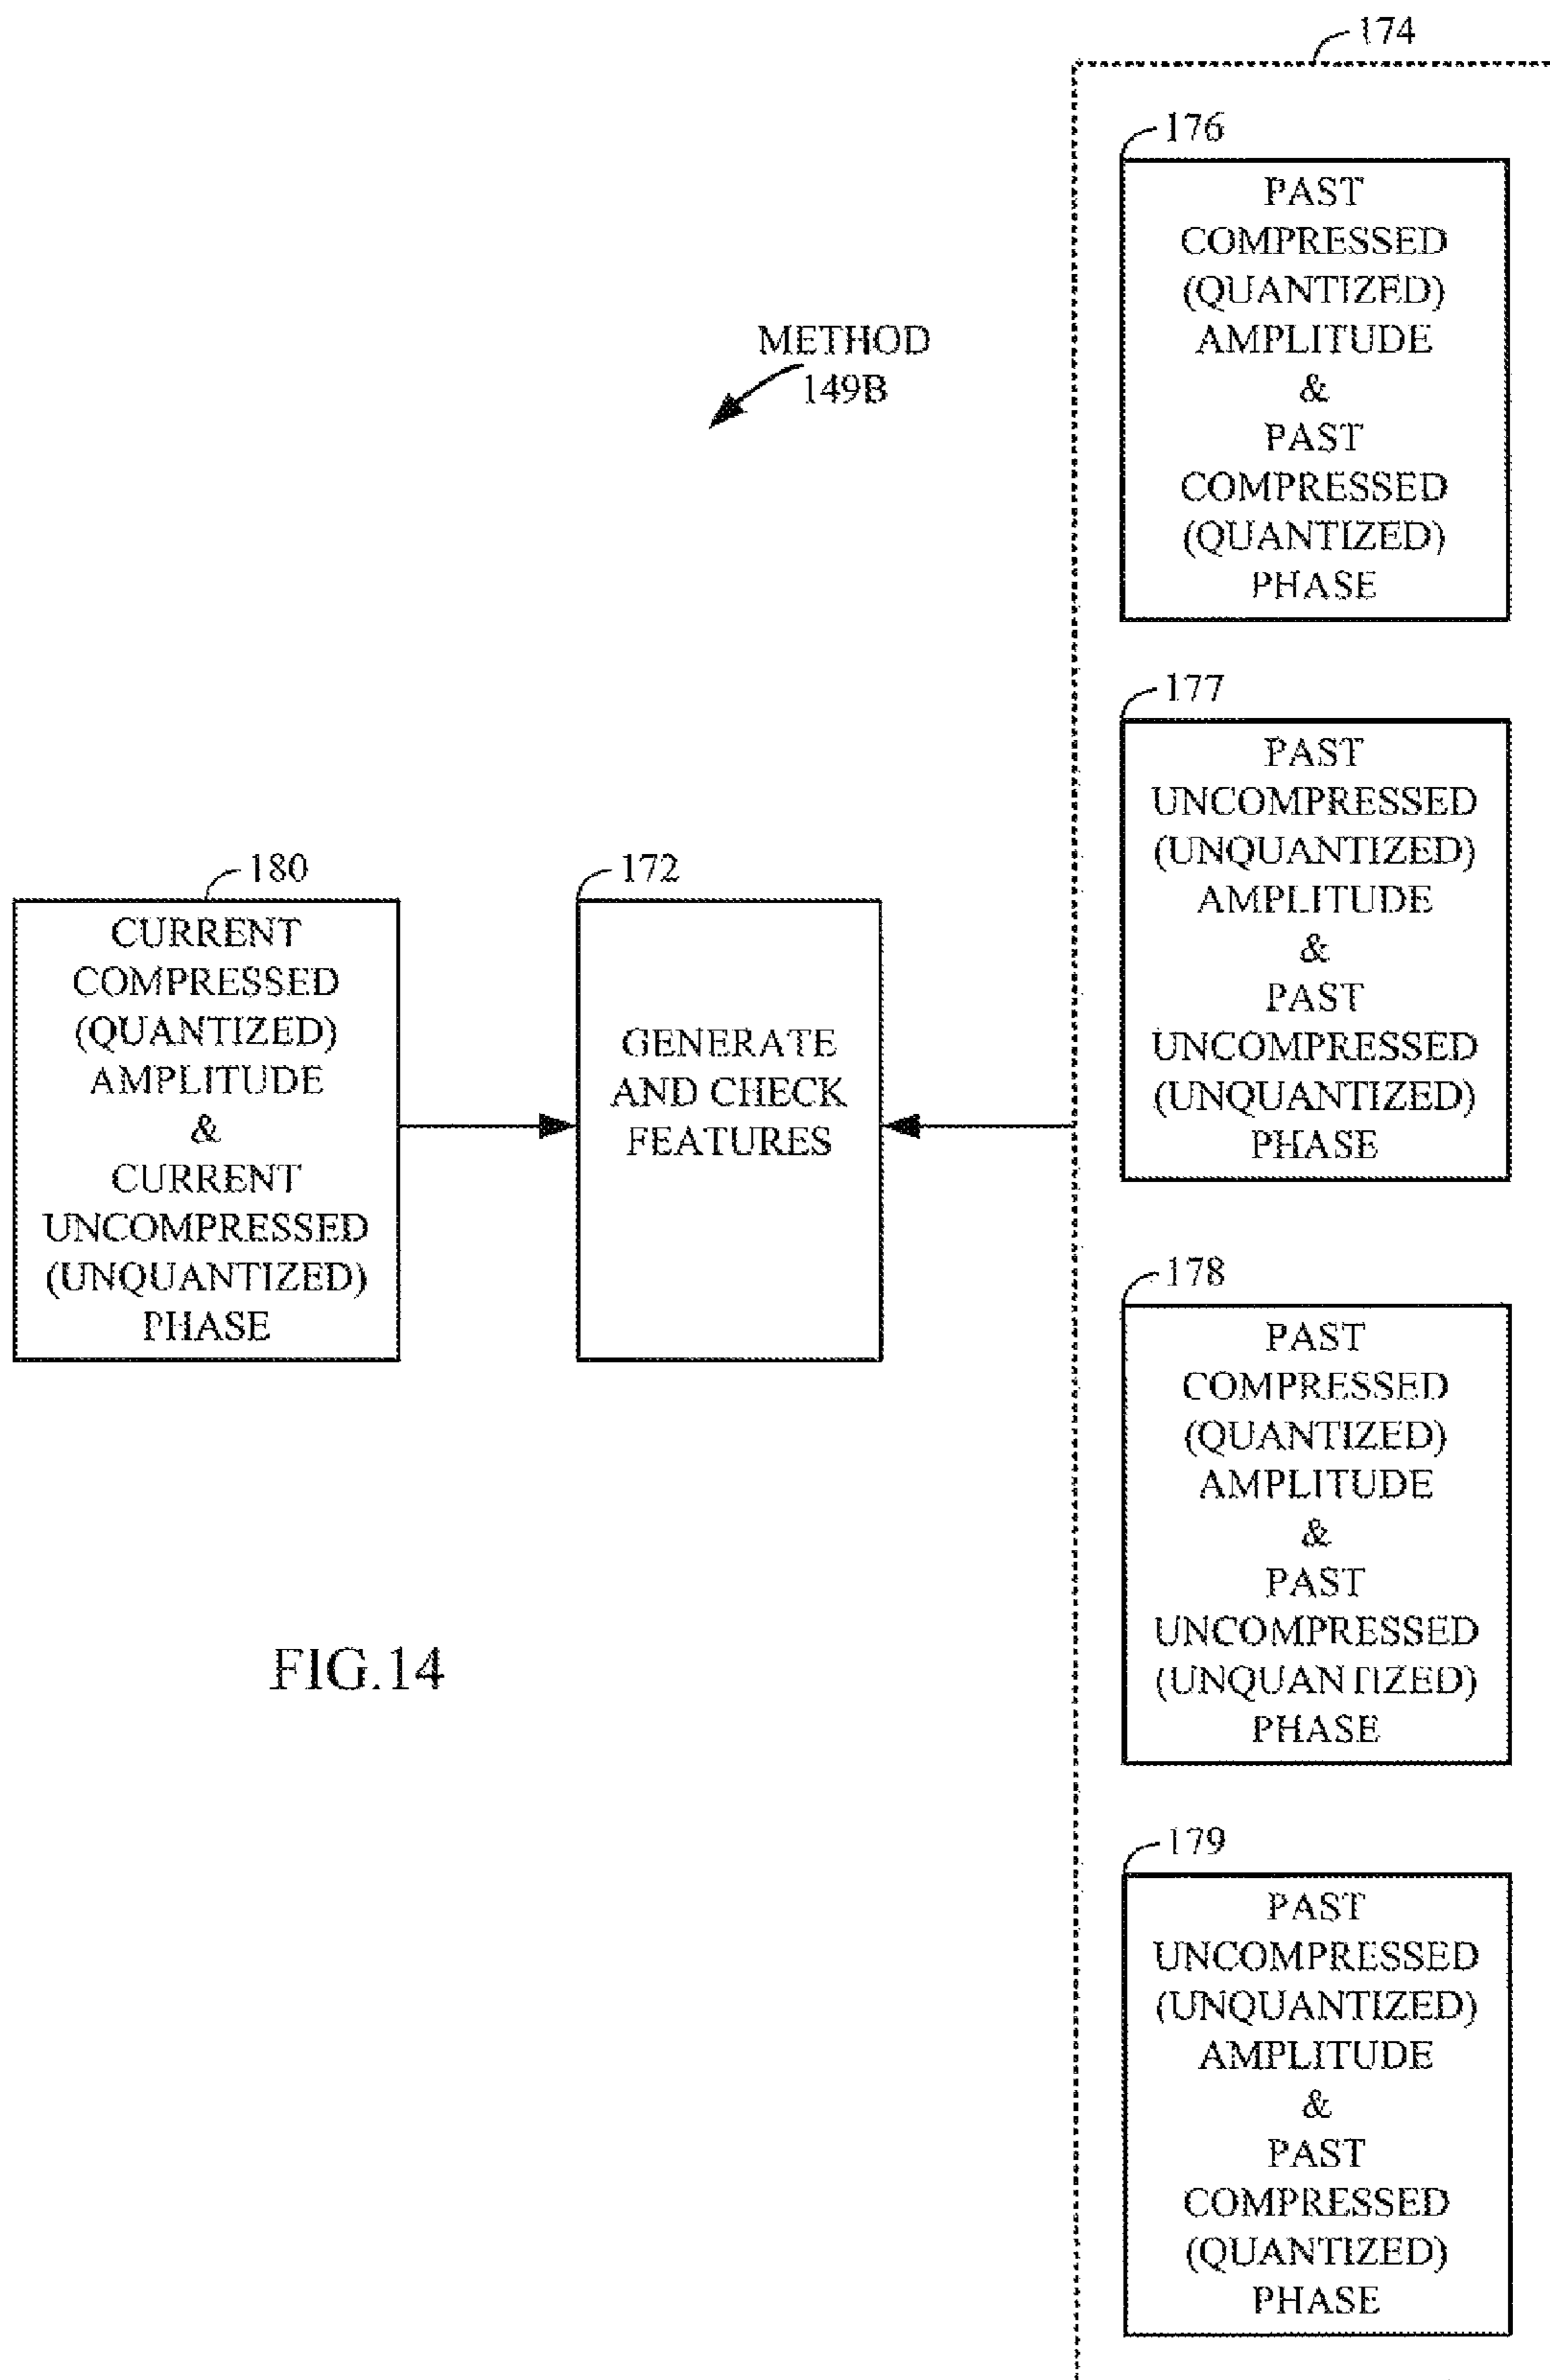 174
176
PAST
COMPRESSED
(QUANTIZED)
AMPLITUDE
&
PAST
COMPRESSED
(QUANTIZED)
PHASE
METHOD
149B
177
PAST
UNCOMPRESSED
(UNQUANTIZED)
AMPLITUDE
&
PAST
UNCOMPRESSED
(UNQUANTIZED)
PHASE
180
CURRENT
COMPRESSED
(QUANTIZED)
AMPLITUDE
&
CURRENT
UNCOMPRESSED
(UNQUANTIZED)
PHASE
172
GENERATE
AND CHECK
FEATURES
178
PAST
COMPRESSED
(QUANTIZED)
AMPLITUDE
&
PAST
UNCOMPRESSED
(UNQUANTIZED)
PHASE
FIG.14
179
PAST
UNCOMPRESSED
(UNQUANTIZED)
AMPLITUDE
&
PAST
COMPRESSED
(QUANTIZED)
PHASE